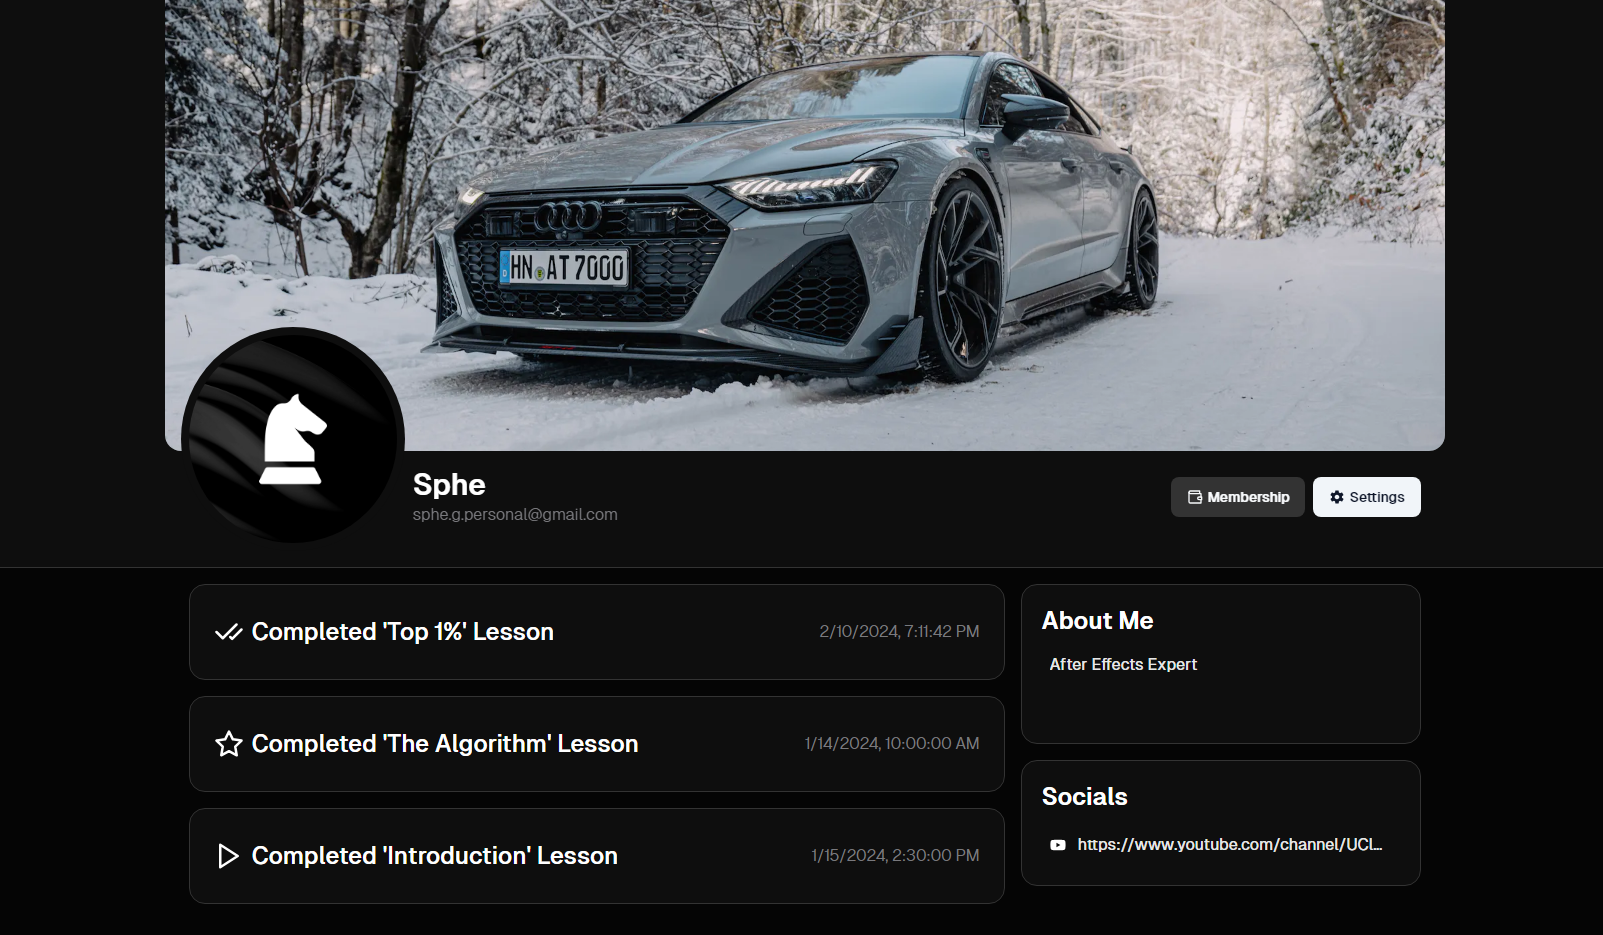 HN AT 7000
Sphe
sphe.g.personal@gmail.com
Membership
Settings
Completed 'Top 1%' Lesson
2/10/2024, 7:11:42 PM
Completed 'The Algorithm' Lesson
1/14/2024, 10:00:00 AM
Completed 'Introduction' Lesson
1/15/2024, 2:30:00 PM
About Me
After Effects Expert
Socials
https://www.youtube.com/channel/UCl...